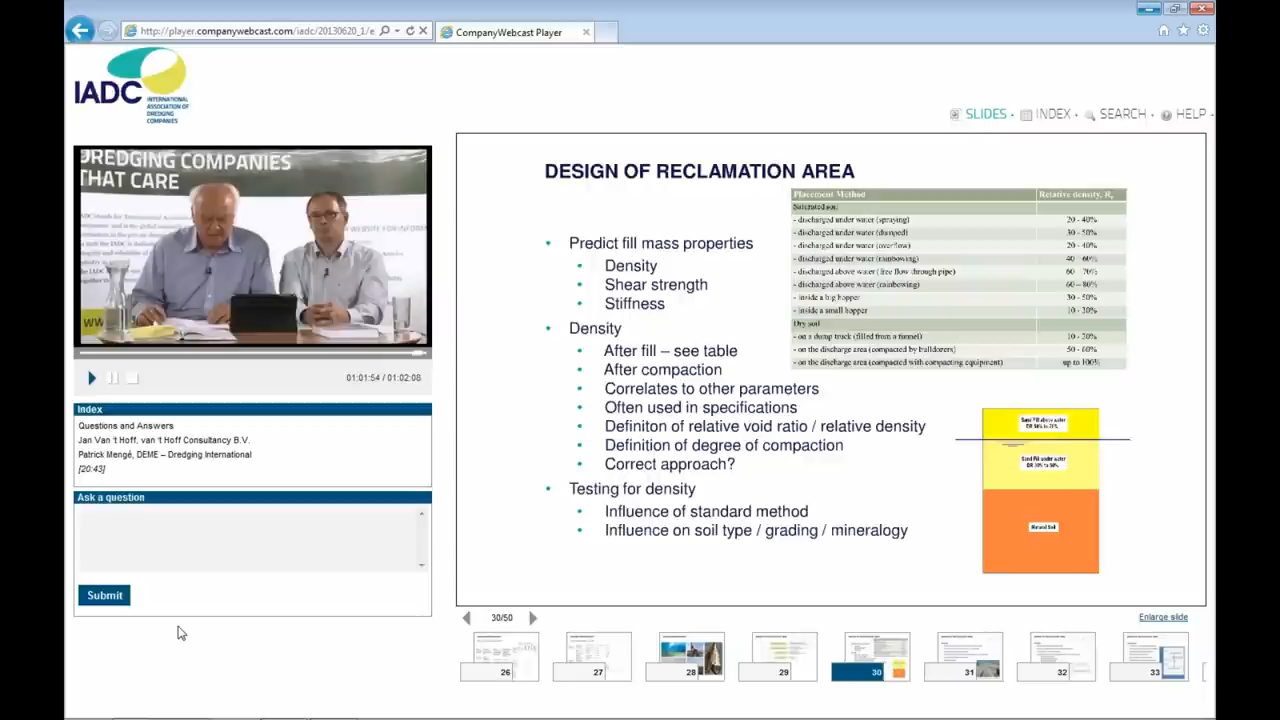 http://player.companywebcast.com/iadc/20130620_1/e
CompanyWebcast Player
IADC
INTERNATIONAL
ASSOCIATION OF
DREDGING
COMPANIES
SLIDES
INDEX
SEARCH
HELP
DREDGING COMPANIES
THAT CARE
01:01:54 / 01:02:08
Index
Questions and Answers
Jan Van 't Hoff, van 't Hoff Consultancy B.V.
Patrick Mengé, DEME – Dredging International
[20:43]
Ask a question
Submit
DESIGN OF RECLAMATION AREA
• Predict fill mass properties
• Density
• Shear strength
• Stiffness
• Density
• After fill – see table
• After compaction
• Correlates to other parameters
• Often used in specifications
• Definiton of relative void ratio / relative density
• Definition of degree of compaction
• Correct approach?
• Testing for density
• Influence of standard method
• Influence on soil type / grading / mineralogy
Placement Method Relative density, Rₑ
Saturated soil:
- discharged under water (spraying) 20 - 40%
- discharged under water (dumped) 30 - 50%
- discharged under water (overflow) 20 - 40%
- discharged under water (rainbowing) 40 - 60%
- discharged above water (free flow through pipe) 60 - 70%
- discharged above water (rainbowing) 60 – 80%
- inside a big hopper 30 - 50%
- inside a small hopper 10 - 20%
Dry soil
- on a dump truck (filled from a funnel) 10 - 20%
- on the discharge area (compacted by bulldozers) 50 - 60%
- on the discharge area (compacted with compacting equipment) up to 100%
Sand Fill above water
Sand Fill under water
Natural Soil
30/50
Enlarge slide
26
27
28
29
30
31
32
33